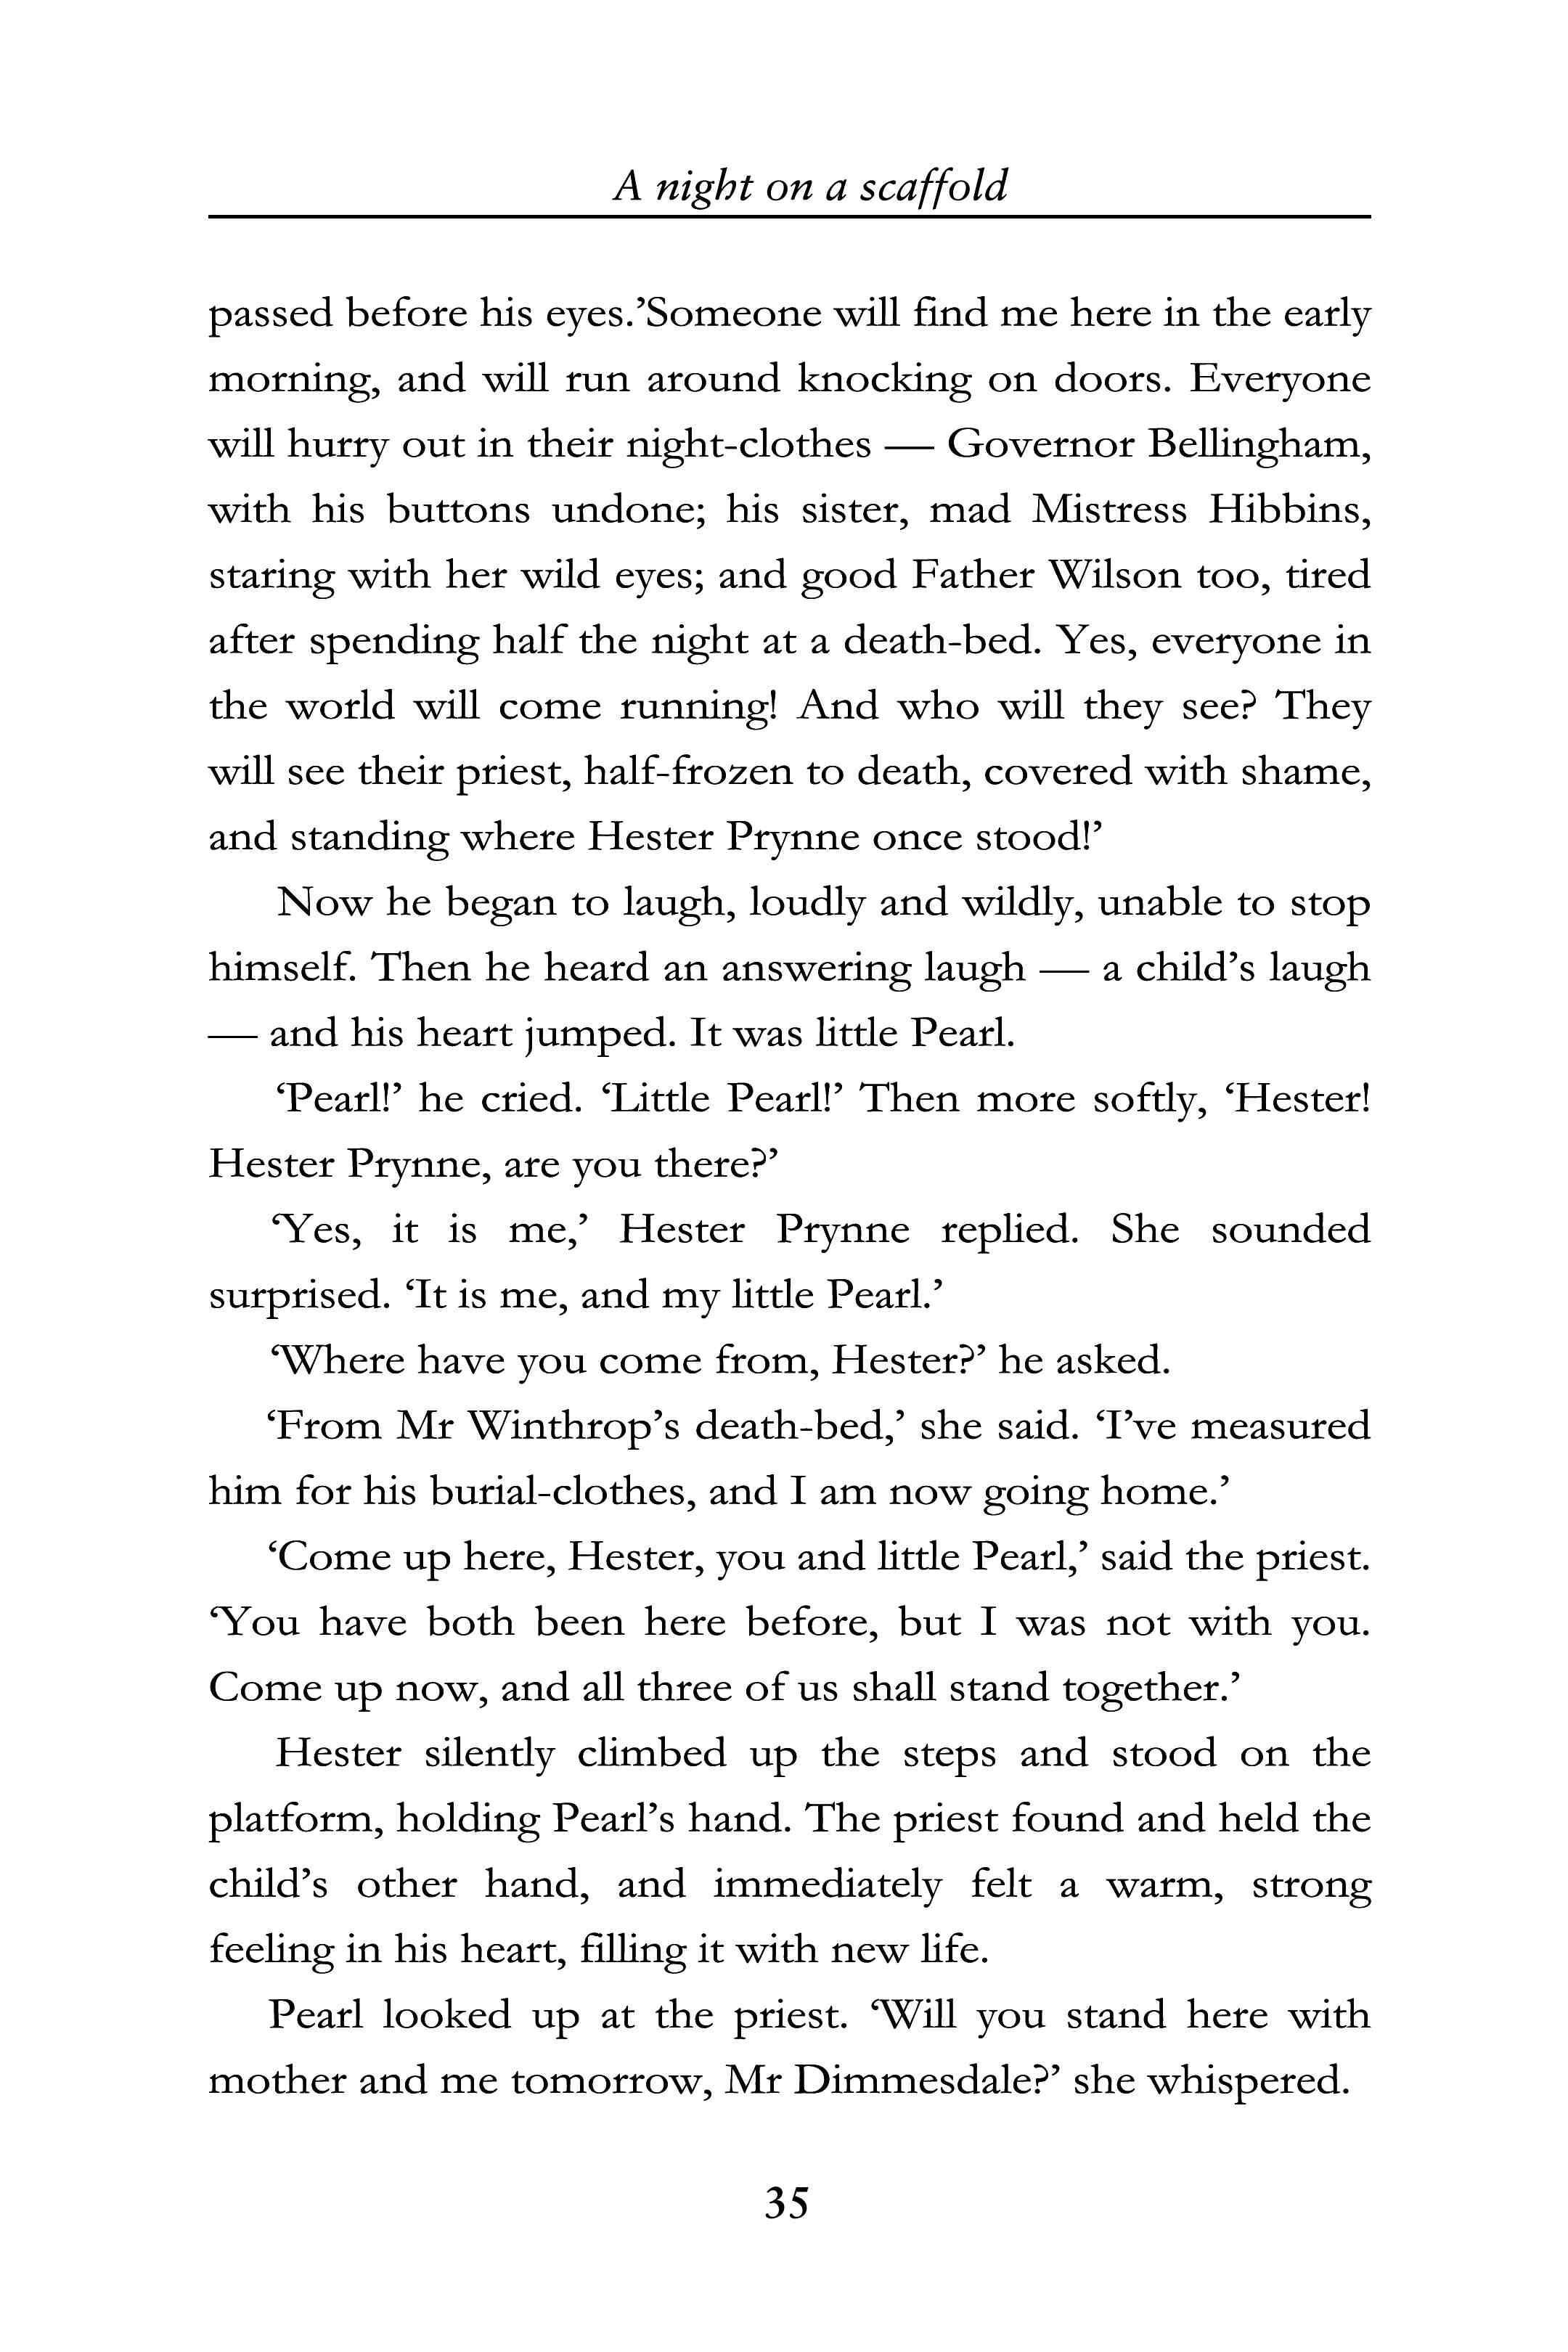 A night on a scaffold
passed before his eyes.’Someone will find me here in the early
morning, and will run around knocking on doors. Everyone
will hurry out in their night-clothes — Governor Bellingham,
with his buttons undone; his sister, mad Mistress Hibbins,
staring with her wild eyes; and good Father Wilson too, tired
after spending half the night at a death-bed. Yes, everyone in
the world will come running! And who will they see? They
will see their priest, half-frozen to death, covered with shame,
and standing where Hester Prynne once stood!’
Now he began to laugh, loudly and wildly, unable to stop
himself. Then he heard an answering laugh — a child’s laugh
— and his heart jumped. It was little Pearl.
‘Pearl!’ he cried. ‘Little Pearl!’ Then more softly, ‘Hester!
Hester Prynne, are you there?’
‘Yes, it is me,’ Hester Prynne replied. She sounded
surprised. ‘It is me, and my little Pearl.’
‘Where have you come from, Hester?’ he asked.
‘From Mr Winthrop’s death-bed,’ she said. ‘I’ve measured
him for his burial-clothes, and I am now going home.’
‘Come up here, Hester, you and little Pearl,’ said the priest.
‘You have both been here before, but I was not with you.
Come up now, and all three of us shall stand together.’
Hester silently climbed up the steps and stood on the
platform, holding Pearl’s hand. The priest found and held the
child’s other hand, and immediately felt a warm, strong
feeling in his heart, filling it with new life.
Pearl looked up at the priest. ‘Will you stand here with
mother and me tomorrow, Mr Dimmesdale?’ she whispered.
35